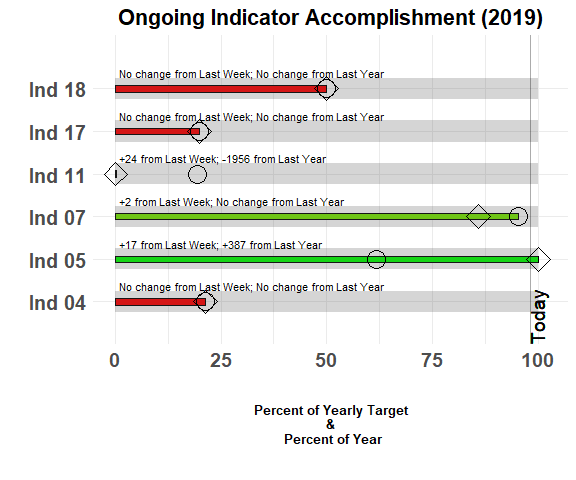 Ongoing Indicator Accomplishment (2019)
No change from Last Week; No change from Last Year
Ind 18
No change from Last Week; No change from Last Year
Ind 17
+24 from Last Week; -1956 from Last Year
Ind 11
+2 from Last Week; No change from Last Year
Ind 07
+17 from Last Week; +387 from Last Year
Ind 05
No change from Last Week; No change from Last Year
Ind 04
Today
0 25 50 75 100
Percent of Yearly Target
&
Percent of Year